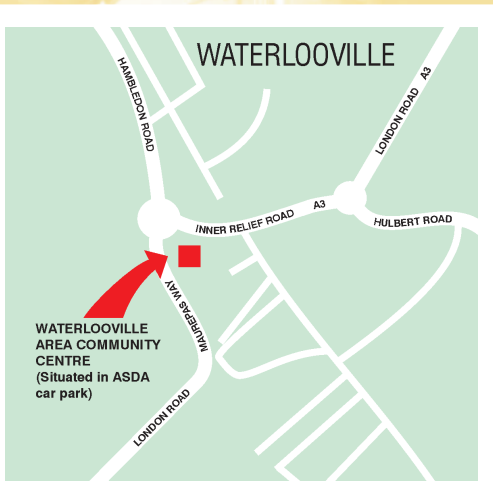 WATERLOOVILLE
HAMBLEDON ROAD
LONDON ROAD A3
INNER RELIEF ROAD A3
HULBERT ROAD
MAUREPAS WAY
WATERLOOVILLE
AREA COMMUNITY
CENTRE
(Situated in ASDA
car park)
LONDON ROAD